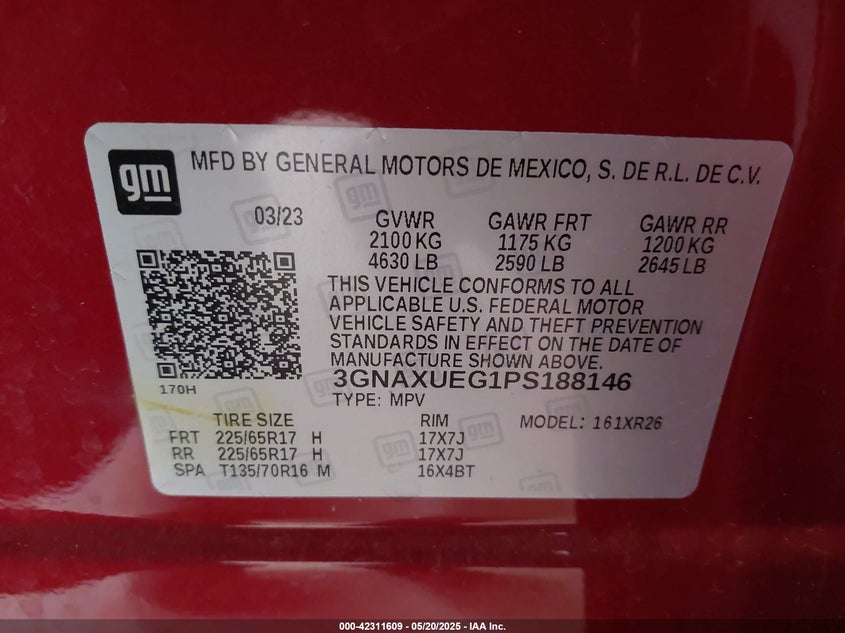 gm
MFD BY GENERAL MOTORS DE MEXICO, S. DE R.L. DE C.V.
03/23 GVWR GAWR FRT GAWR RR
2100 KG 1175 KG 1200 KG
4630 LB 2590 LB 2645 LB
THIS VEHICLE CONFORMS TO ALL
APPLICABLE U.S. FEDERAL MOTOR
VEHICLE SAFETY AND THEFT PREVENTION
STANDARDS IN EFFECT ON THE DATE OF
MANUFACTURE SHOWN ABOVE.
170H
3GNAXUEG1PS188146
TYPE: MPV
TIRE SIZE RIM MODEL: 161XR26
FRT 225/65R17 H 17X7J
RR 225/65R17 H 17X7J
SPA T135/70R16 M 16X4BT
000-42311609 - 05/20/2025 - IAA Inc.